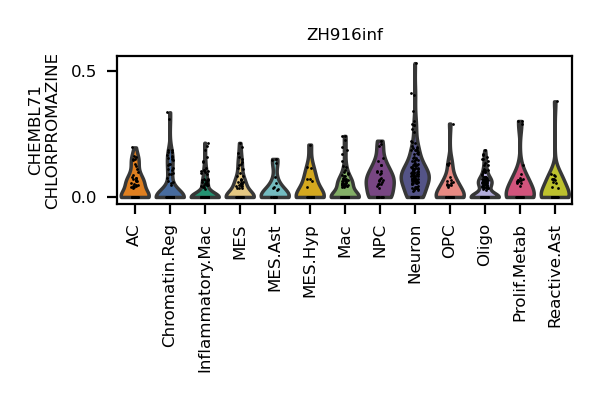 ZH916inf
CHEMBL71
CHLORPROMAZINE
0.5
0.0
AC
Chromatin.Reg
Inflammatory.Mac
MES
MES.Ast
MES.Hyp
Mac
NPC
Neuron
OPC
Oligo
Prolif.Metab
Reactive.Ast